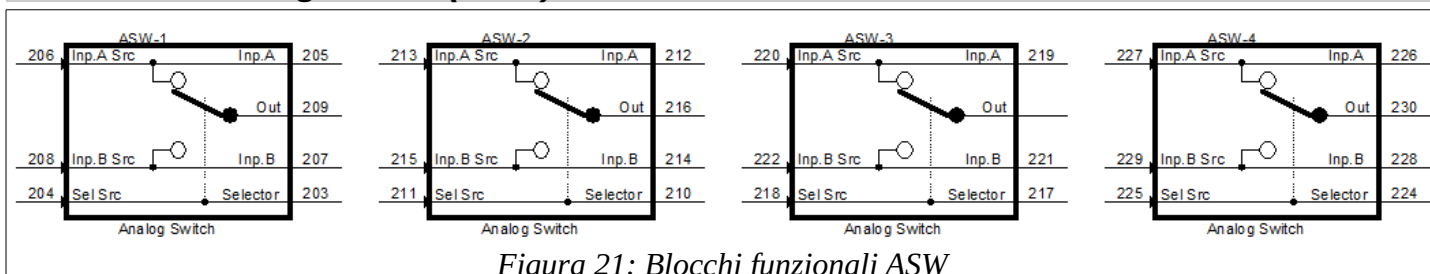 ASW-1 ASW-2 ASW-3 ASW-4
206 Inp.A Src Inp.A 205 213 Inp.A Src Inp.A 212 220 Inp.A Src Inp.A 219 227 Inp.A Src Inp.A 226
Out 209 Out 216 Out 223 Out 230
208 Inp.B Src Inp.B 207 215 Inp.B Src Inp.B 214 222 Inp.B Src Inp.B 221 229 Inp.B Src Inp.B 228
204 Sel Src Selector 203 211 Sel Src Selector 210 218 Sel Src Selector 217 225 Sel Src Selector 224
Analog Switch Analog Switch Analog Switch Analog Switch
Figura 21: Blocchi funzionali ASW